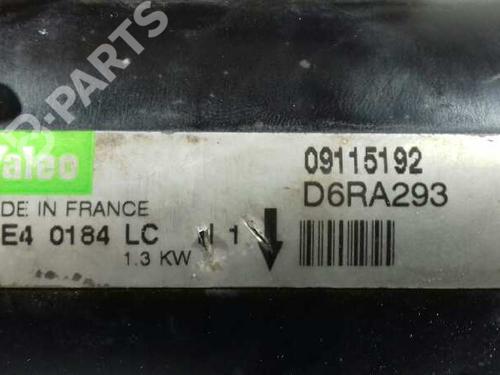 B-PARTS
Valeo
09115192
D6RA293
DE IN FRANCE
E4 0184 LC N 1
1.3 KW